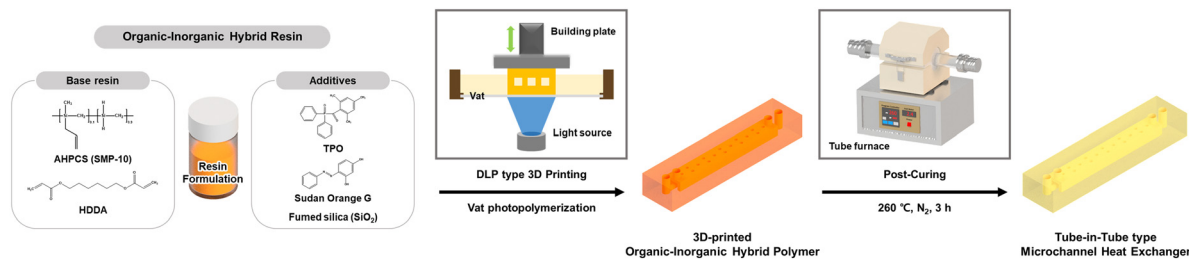 Organic-Inorganic Hybrid Resin
Base resin
AHPCS (SMP-10)
HDDA
Resin
Formulation
Additives
TPO
Sudan Orange G
Fumed silica (SiO₂)
Building plate
Vat
Light source
DLP type 3D Printing
Vat photopolymerization
3D-printed
Organic-Inorganic Hybrid Polymer
Tube furnace
Post-Curing
260 ℃, N₂, 3 h
Tube-in-Tube type
Microchannel Heat Exchanger